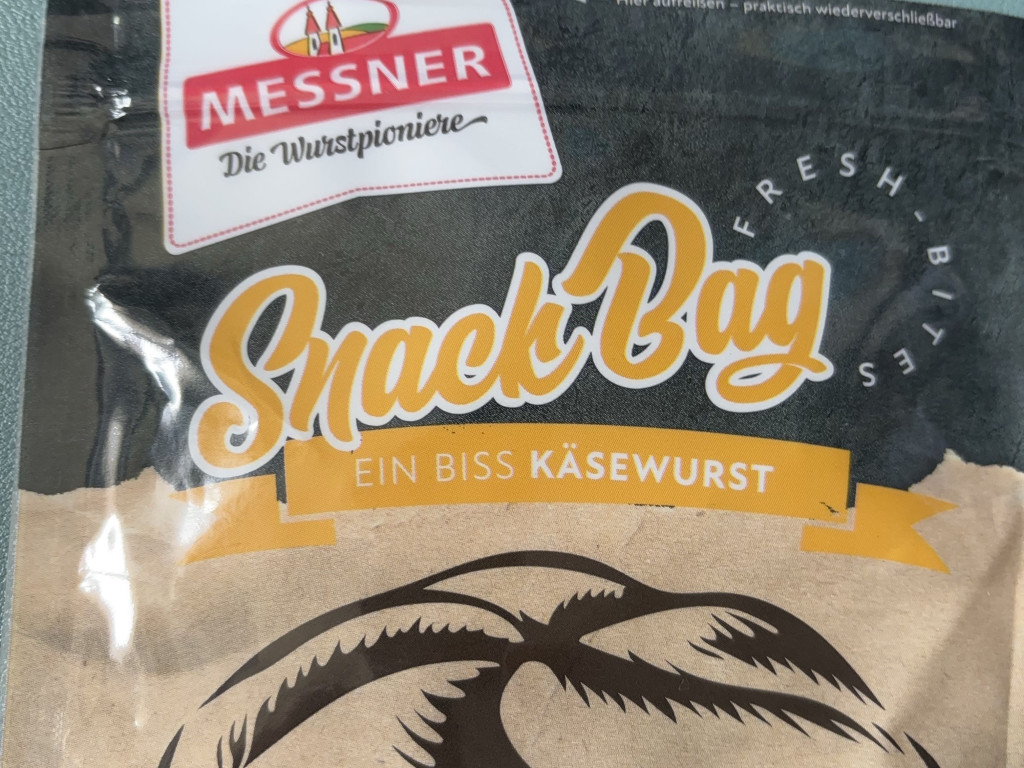 Hier aufreißen – praktisch wiederverschließbar
MESSNER
Die Wurstpioniere
FRESH-BITES
Snack Bag
EIN BISS KÄSEWURST